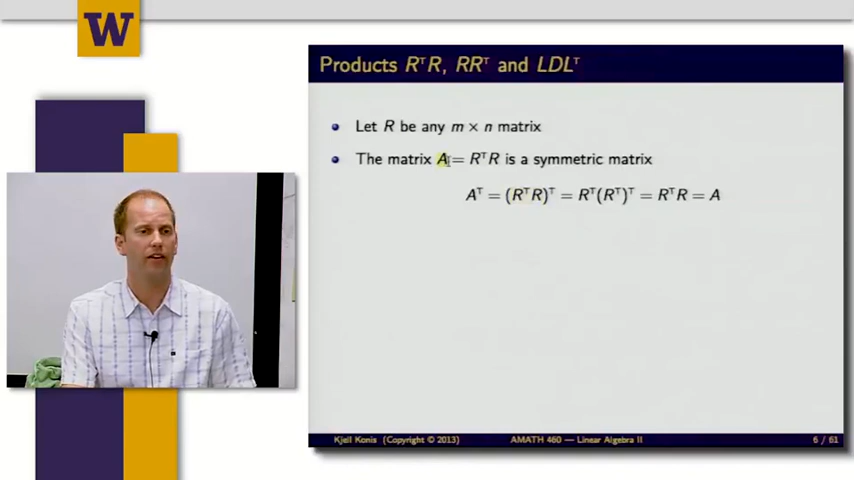 W
Products RᵀR, RRᵀ and LDLᵀ
Let R be any m × n matrix
The matrix A = RᵀR is a symmetric matrix
Aᵀ = (RᵀR)ᵀ = Rᵀ(Rᵀ)ᵀ = RᵀR = A
Kjell Konis (Copyright © 2013)
AMATH 460 — Linear Algebra II
6 / 61